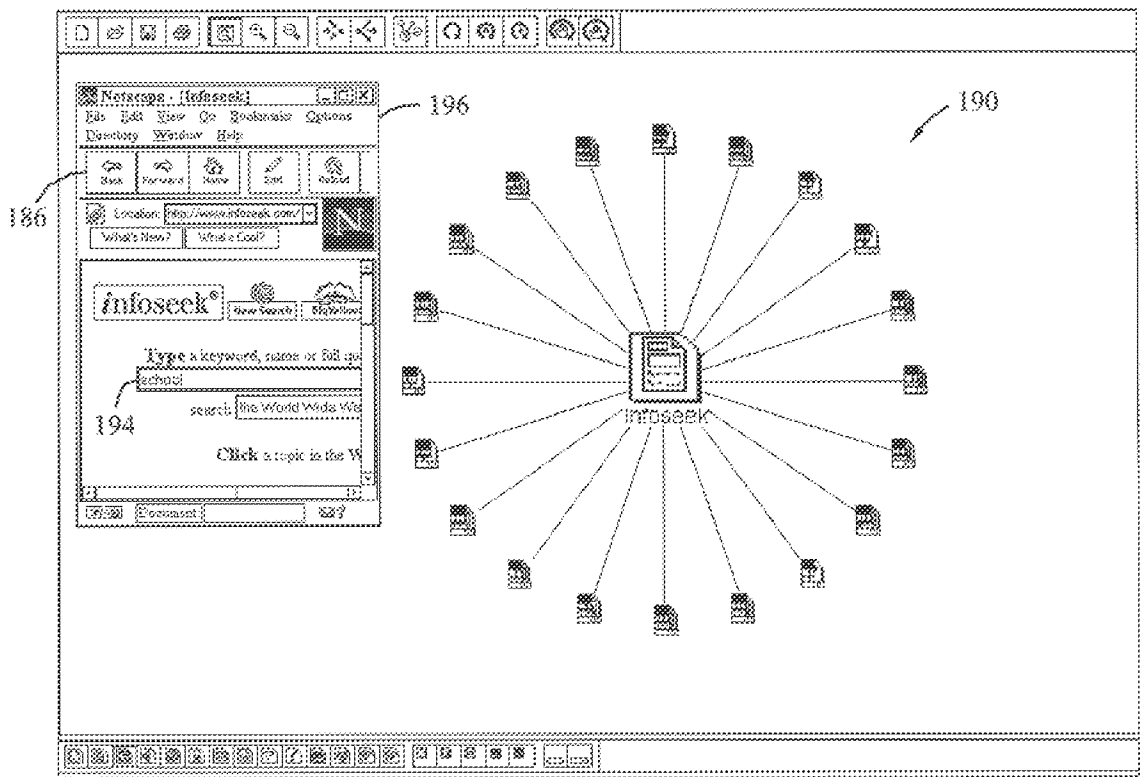 Netscape - [Infoseek]
File Edit View Go Bookmarks Options
Directory Window Help
196
190
Back Forward Home Edit Reload
186
Location: http://www.infoseek.com/
What's New? What's Cool?
N
infoseek®
New Search
Type a keyword, name or full qu
school
search the World Wide We
194
Click a topic in the W
Document
Infoseek